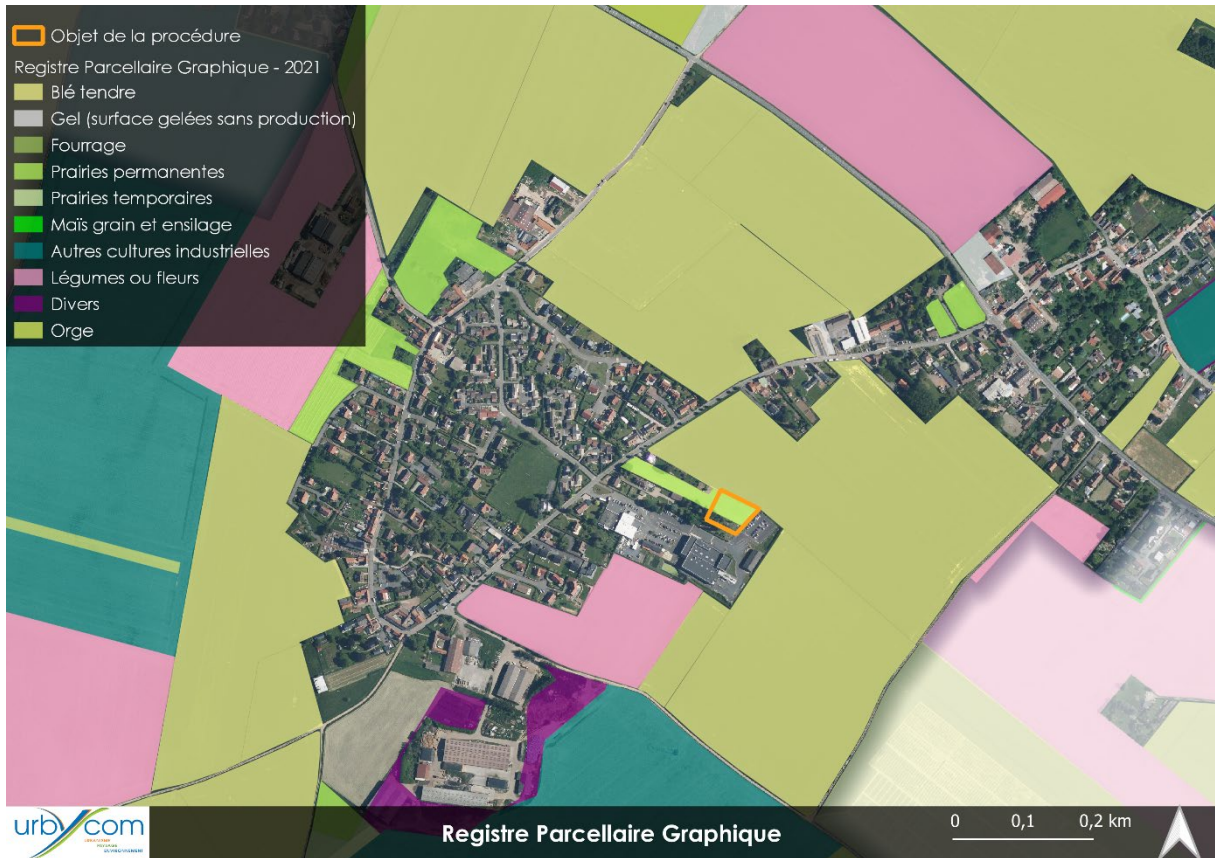 Objet de la procédure
Registre Parcellaire Graphique - 2021
Blé tendre
Gel (surface gelées sans production)
Fourrage
Prairies permanentes
Prairies temporaires
Maïs grain et ensilage
Autres cultures industrielles
Légumes ou fleurs
Divers
Orge
urbycom
ENVIRONNEMENT
Registre Parcellaire Graphique
0 0,1 0,2 km